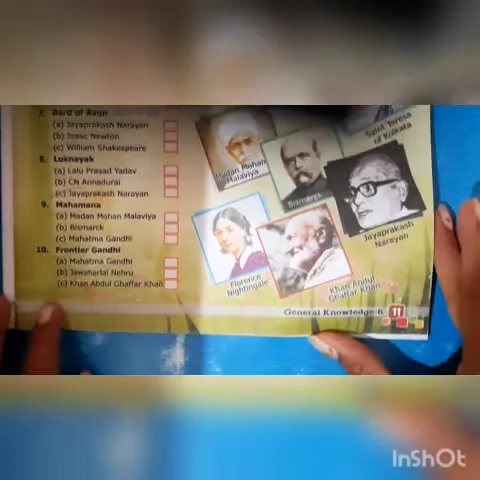 7. Bard of Avon
(a) Jayaprakash Narayan
(b) Isaac Newton
(c) William Shakespeare
8. Loknayak
(a) Lalu Prasad Yadav
(b) CN Annadurai
(c) Jayaprakash Narayan
9. Mahamana
(a) Madan Mohan Malaviya
(b) Bismarck
(c) Mahatma Gandhi
10. Frontier Gandhi
(a) Mahatma Gandhi
(b) Jawaharlal Nehru
(c) Khan Abdul Ghaffar Khan
Saint Teresa
of Kolkata
Madan Mohan
Malaviya
Bismarck
Jayaprakash
Narayan
Florence
Nightingale
Khan Abdul
Ghaffar Khan
General Knowledge-6 11
InShOt